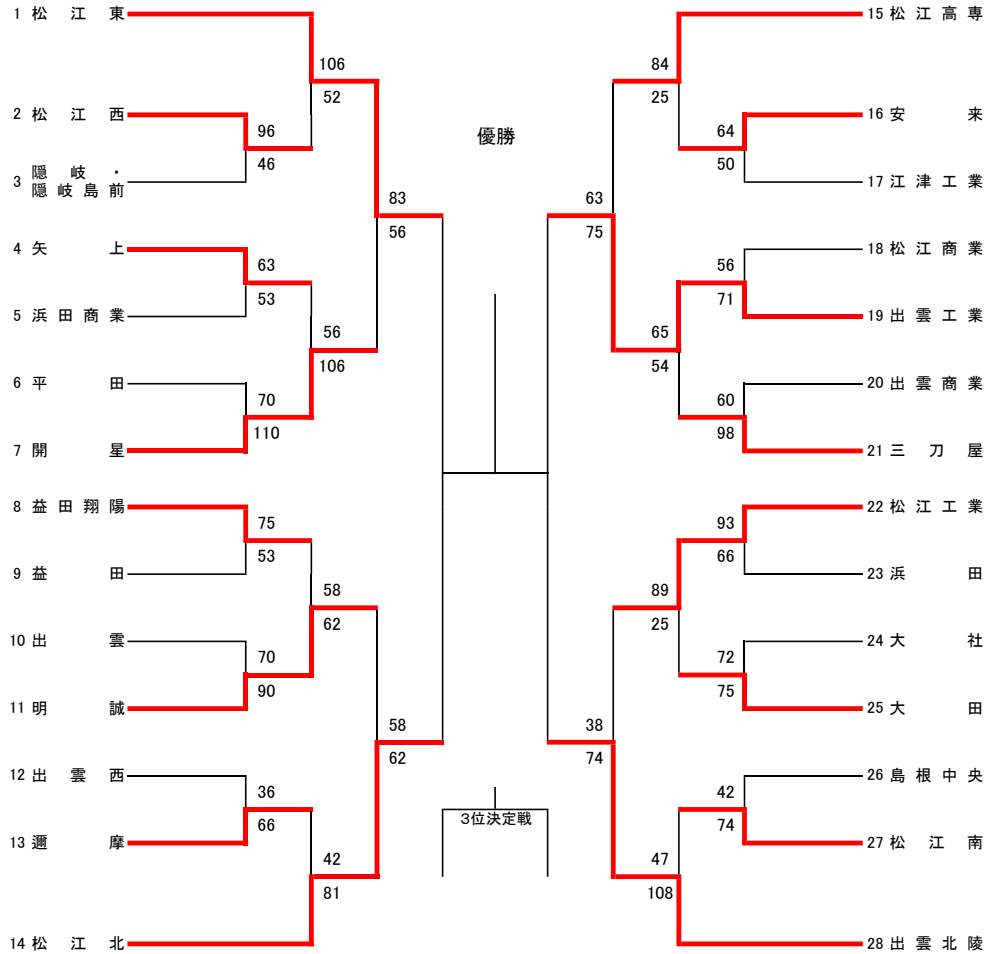 1 松江東
106
52
2 松江西
96
46
3 隠岐・
隠岐島前
83
56
4 矢上
63
53
5 浜田商業
56
106
6 平田
70
110
7 開星
8 益田翔陽
75
53
9 益田
58
62
10 出雲
70
90
11 明誠
58
62
12 出雲西
36
66
13 邇摩
42
81
14 松江北
優勝
3位決定戦
15 松江高専
84
25
16 安来
64
50
17 江津工業
63
75
18 松江商業
56
71
19 出雲工業
65
54
20 出雲商業
60
98
21 三刀屋
22 松江工業
93
66
23 浜田
89
25
24 大社
72
75
25 大田
38
74
26 島根中央
42
74
27 松江南
47
108
28 出雲北陵